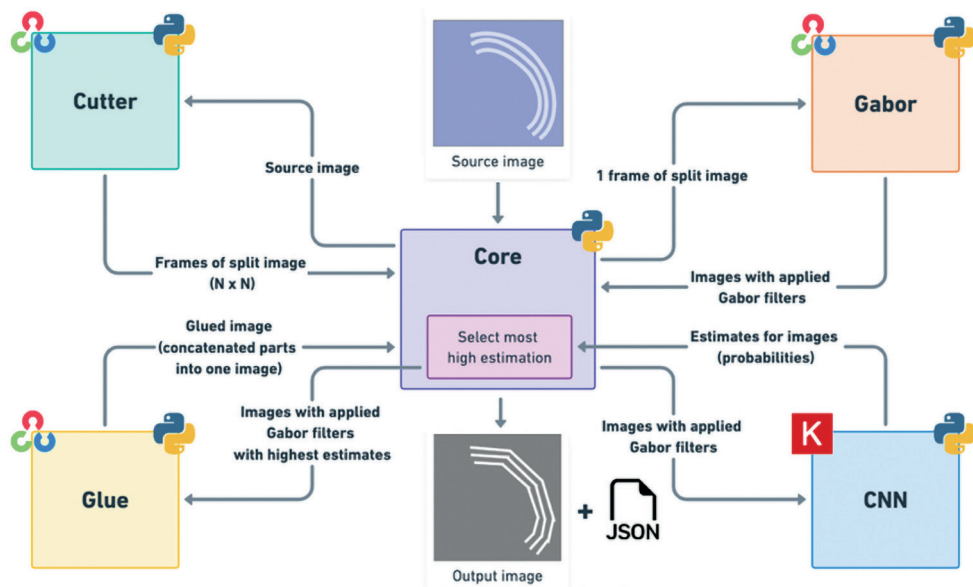 Cutter
Source image
Gabor
Source image
1 frame of split image
Core
Frames of split image
(N x N)
Images with applied
Gabor filters
Glued image
(concatenated parts
into one image)
Select most
high estimation
Estimates for images
(probabilities)
Images with applied
Gabor filters
with highest estimates
Images with applied
Gabor filters
K
Glue
+
JSON
CNN
Output image